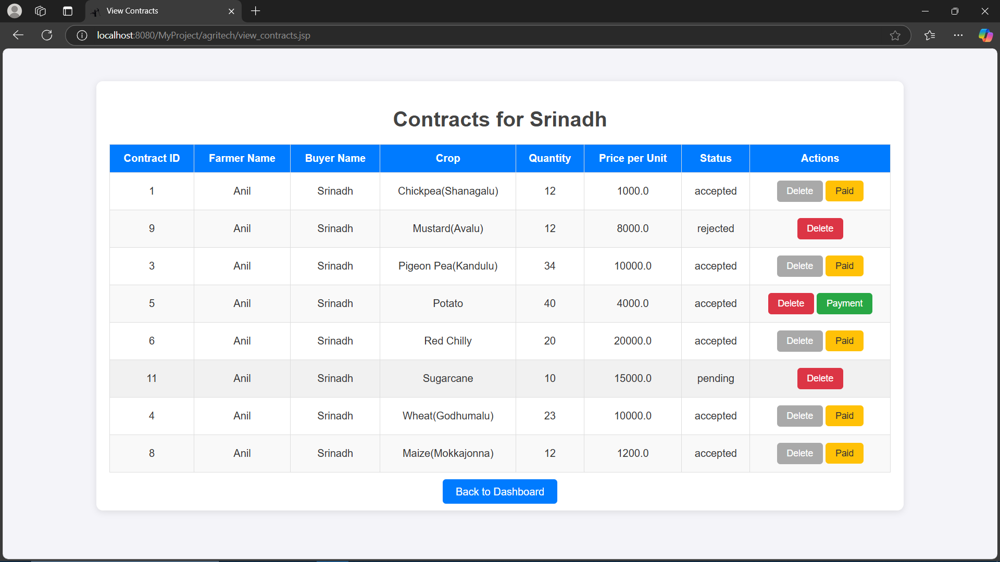 View Contracts
localhost:8080/MyProject/agritech/view_contracts.jsp
Contracts for Srinadh
Contract ID Farmer Name Buyer Name Crop Quantity Price per Unit Status Actions
1 Anil Srinadh Chickpea(Shanagalu) 12 1000.0 accepted Delete Paid
9 Anil Srinadh Mustard(Avalu) 12 8000.0 rejected Delete
3 Anil Srinadh Pigeon Pea(Kandulu) 34 10000.0 accepted Delete Paid
5 Anil Srinadh Potato 40 4000.0 accepted Delete Payment
6 Anil Srinadh Red Chilly 20 20000.0 accepted Delete Paid
11 Anil Srinadh Sugarcane 10 15000.0 pending Delete
4 Anil Srinadh Wheat(Godhumalu) 23 10000.0 accepted Delete Paid
8 Anil Srinadh Maize(Mokkajonna) 12 1200.0 accepted Delete Paid
Back to Dashboard